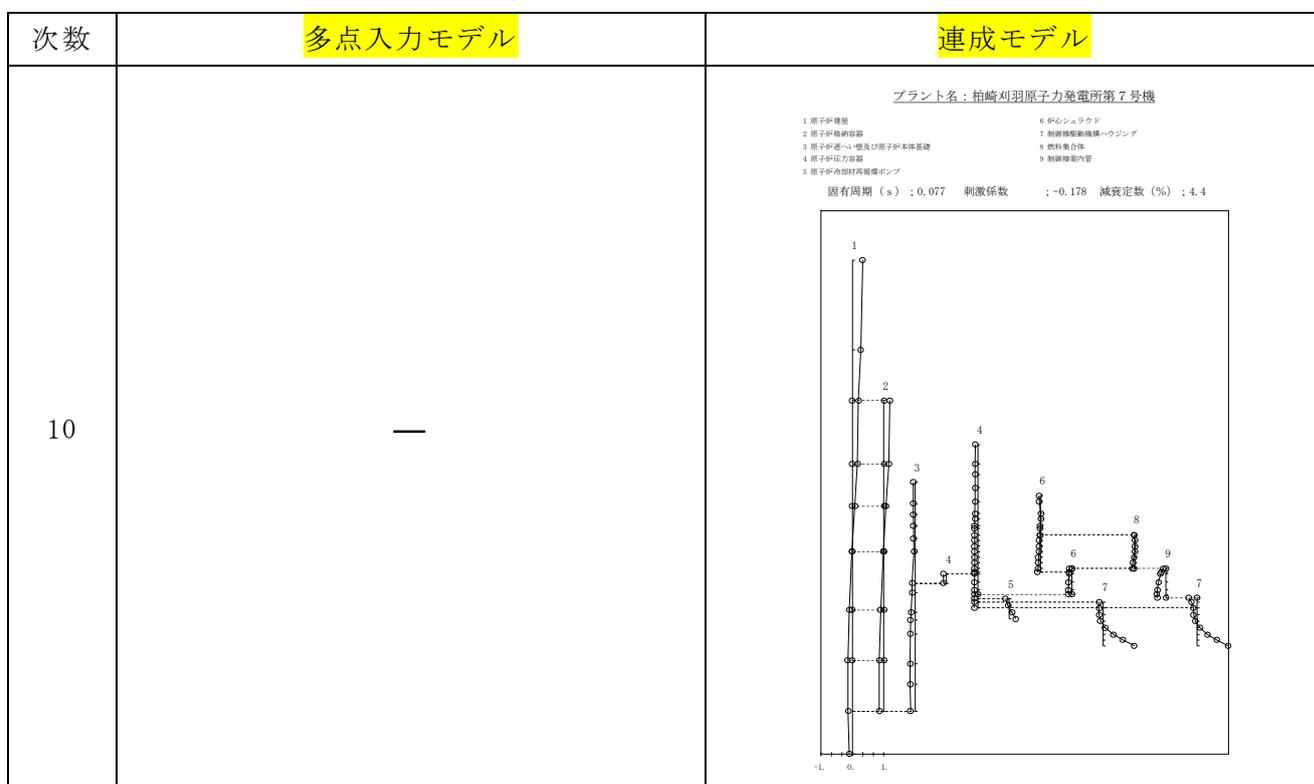 次数
多点入力モデル
連成モデル
10
―
プラント名：柏崎刈羽原子力発電所第7号機
1 原子炉建屋
2 原子炉格納容器
3 原子炉遮へい壁及び原子炉本体基礎
4 原子炉圧力容器
5 原子炉冷却材再循環ポンプ
6 炉心シュラウド
7 制御棒駆動機構ハウジング
8 燃料集合体
9 制御棒案内管
固有周期（s）；0.077 刺激係数 ；-0.178 減衰定数（%）；4.4
1
2
3
4
4
5
6
6
7
8
9
7
-1. 0. 1.